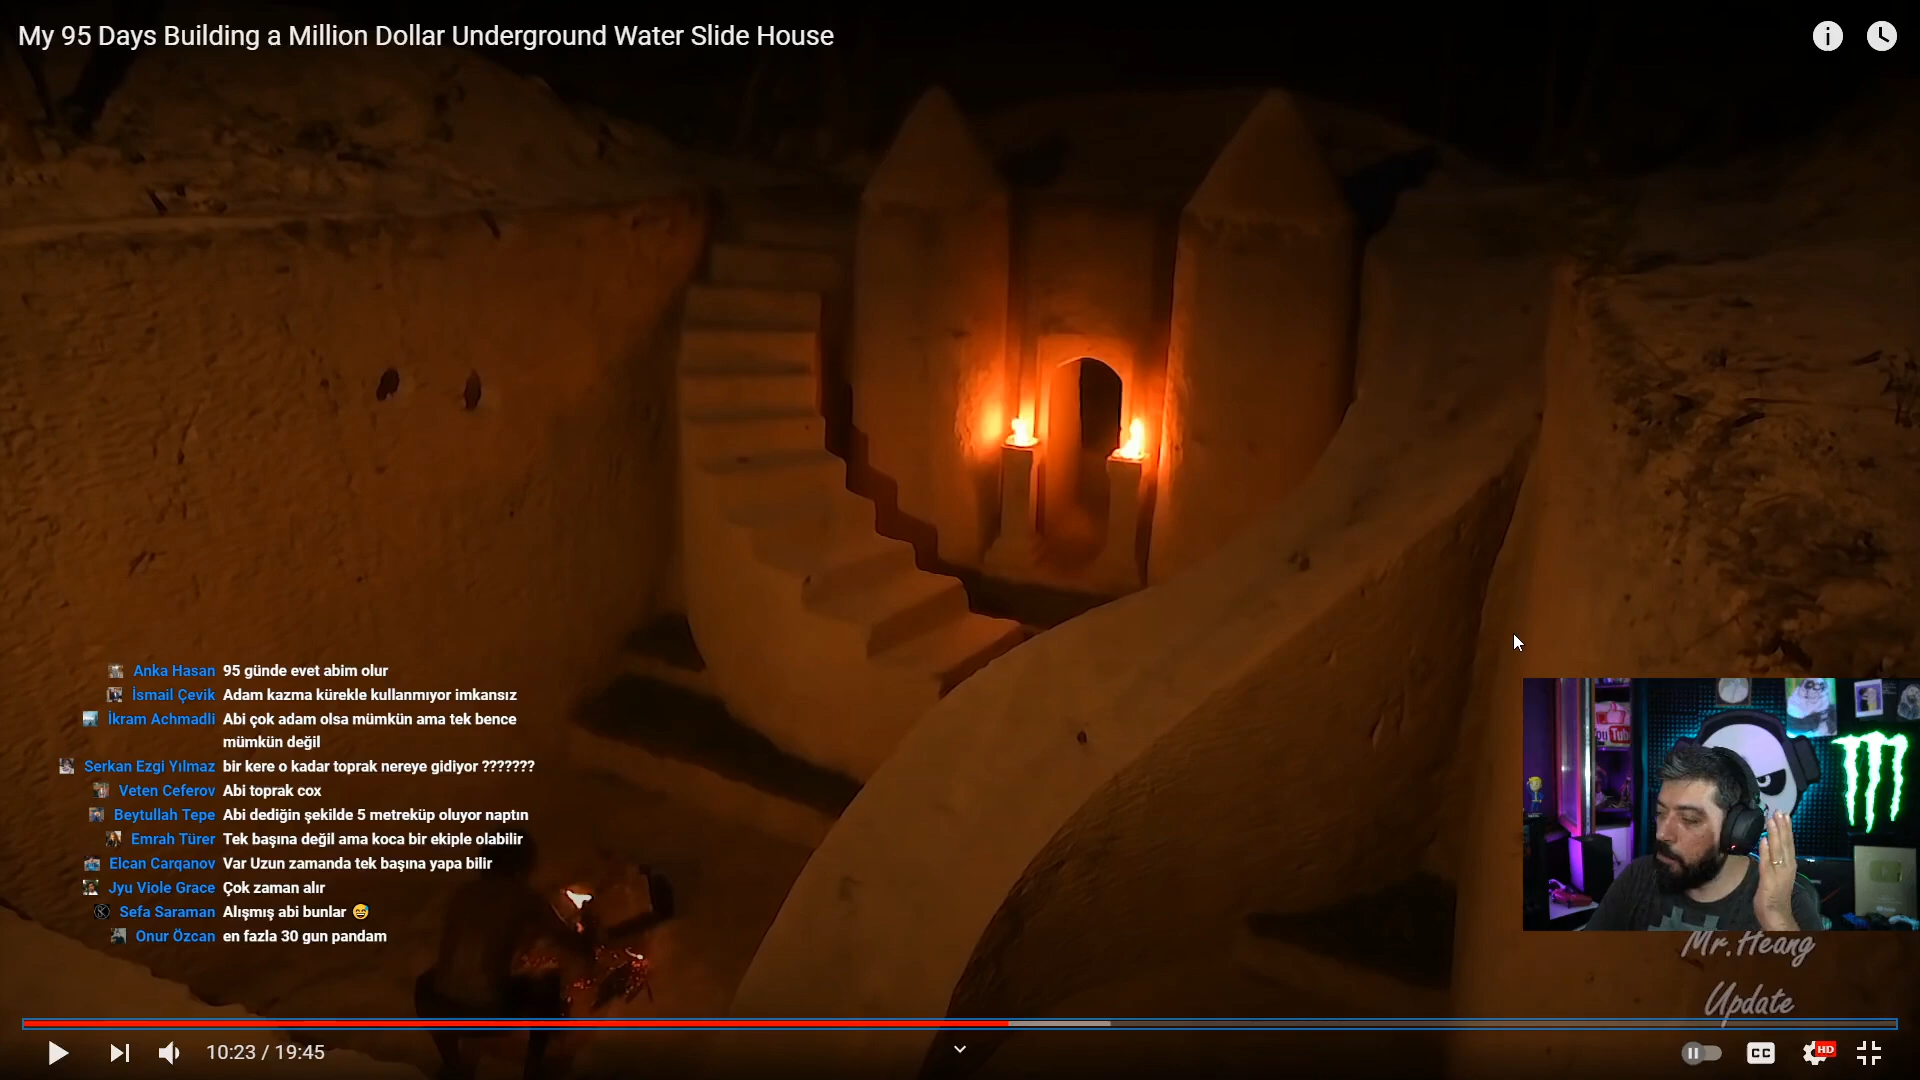 My 95 Days Building a Million Dollar Underground Water Slide House
Anka Hasan 95 günde evet abim olur
İsmail Çevik Adam kazma kürekle kullanmıyor imkansız
İkram Achmadli Abi çok adam olsa mümkün ama tek bence
mümkün değil
Serkan Ezgi Yılmaz bir kere o kadar toprak nereye gidiyor ???????
Veten Ceferov Abi toprak cox
Beytullah Tepe Abi dediğin şekilde 5 metreküp oluyor naptın
Emrah Türer Tek başına değil ama koca bir ekiple olabilir
Elcan Carqanov Var Uzun zamanda tek başına yapa bilir
Jyu Viole Grace Çok zaman alır
Sefa Saraman Alışmış abi bunlar 😅
Onur Özcan en fazla 30 gun pandam
You Tube
Mr.Heang
Update
10:23 / 19:45
CC
HD